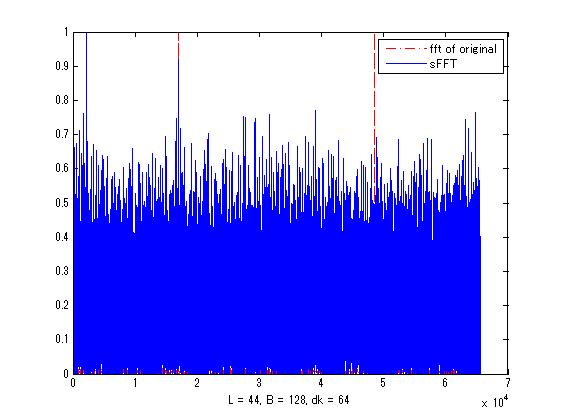 1
0.9
0.8
0.7
0.6
0.5
0.4
0.3
0.2
0.1
0
fft of original
sFFT
0 1 2 3 4 5 6 7
x 10^4
L = 44, B = 128, dk = 64